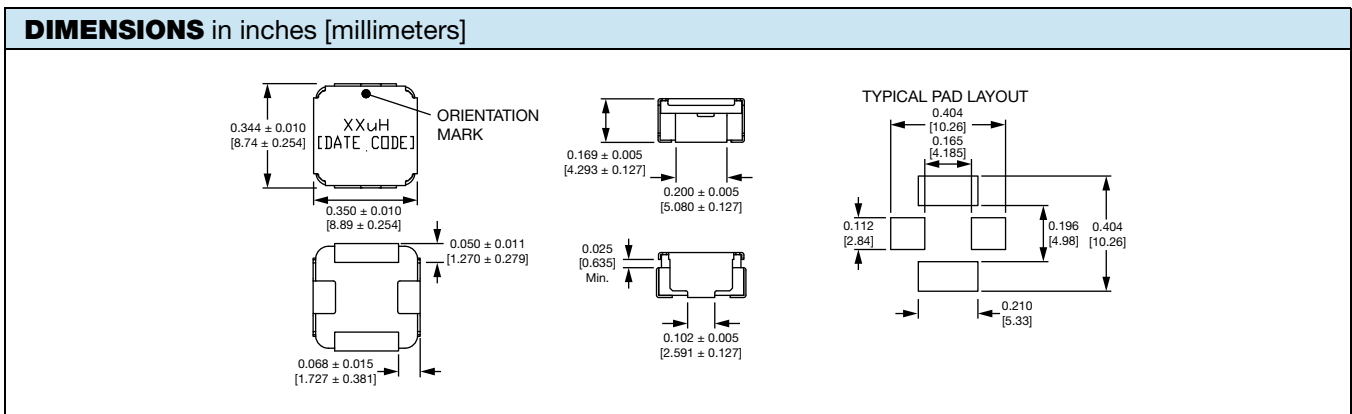 DIMENSIONS in inches [millimeters]
0.344 ± 0.010
[8.74 ± 0.254]
XXuH
[DATE CODE]
ORIENTATION
MARK
0.350 ± 0.010
[8.89 ± 0.254]
0.050 ± 0.011
[1.270 ± 0.279]
0.068 ± 0.015
[1.727 ± 0.381]
0.169 ± 0.005
[4.293 ± 0.127]
0.200 ± 0.005
[5.080 ± 0.127]
0.025
[0.635]
Min.
0.102 ± 0.005
[2.591 ± 0.127]
TYPICAL PAD LAYOUT
0.404
[10.26]
0.165
[4.185]
0.112
[2.84]
0.196
[4.98]
0.404
[10.26]
0.210
[5.33]